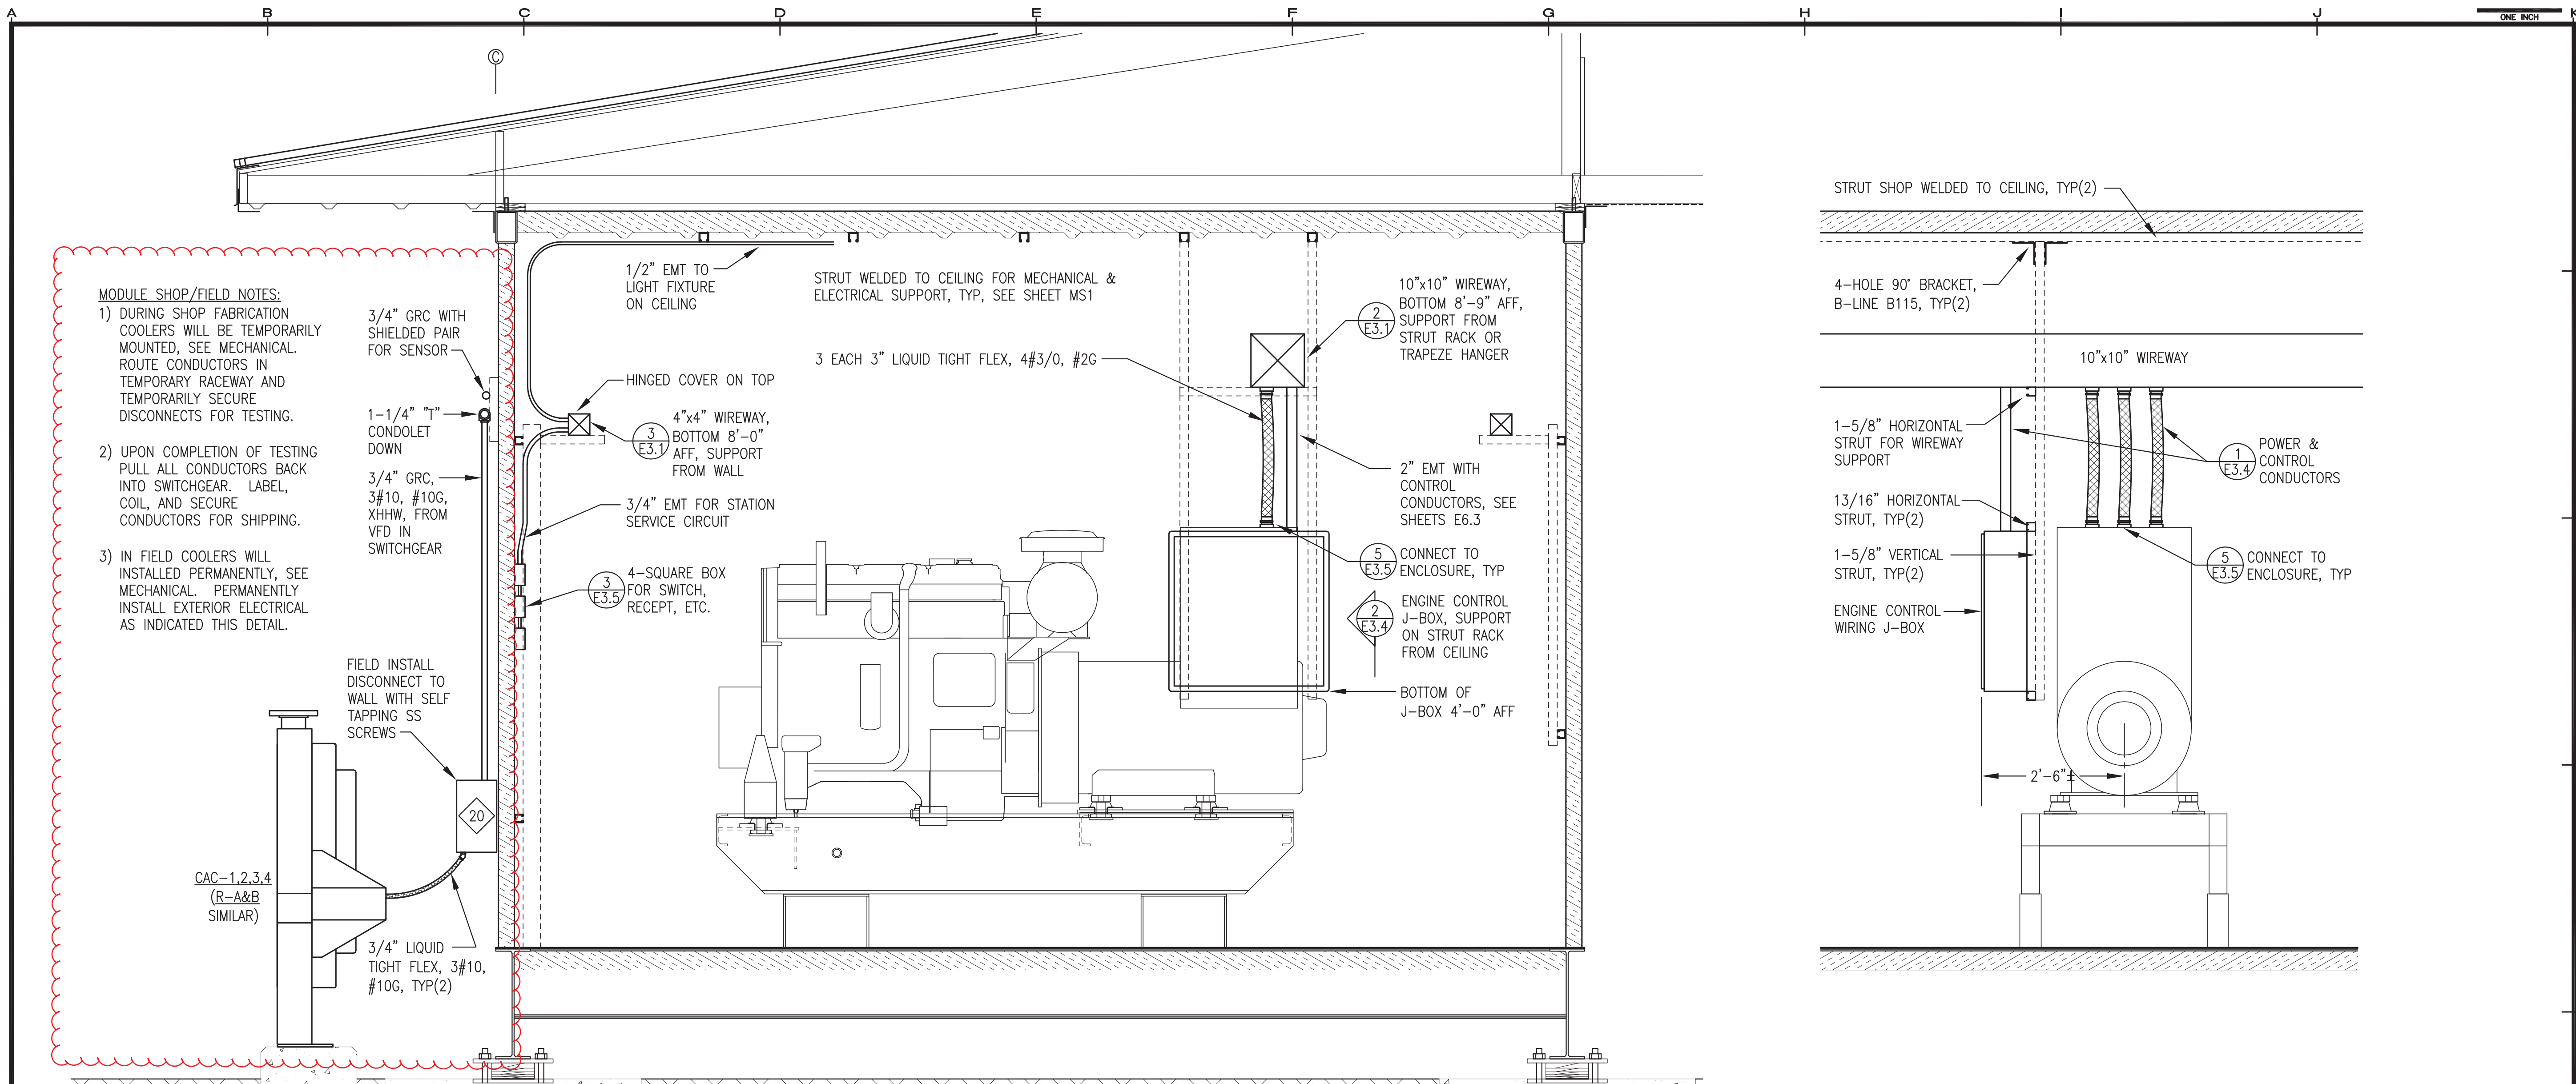 A B C D E F G H I J K
ONE INCH
C
MODULE SHOP/FIELD NOTES:
1) DURING SHOP FABRICATION
COOLERS WILL BE TEMPORARILY
MOUNTED, SEE MECHANICAL.
ROUTE CONDUCTORS IN
TEMPORARY RACEWAY AND
TEMPORARILY SECURE
DISCONNECTS FOR TESTING.
2) UPON COMPLETION OF TESTING
PULL ALL CONDUCTORS BACK
INTO SWITCHGEAR. LABEL,
COIL, AND SECURE
CONDUCTORS FOR SHIPPING.
3) IN FIELD COOLERS WILL
INSTALLED PERMANENTLY, SEE
MECHANICAL. PERMANENTLY
INSTALL EXTERIOR ELECTRICAL
AS INDICATED THIS DETAIL.
3/4" GRC WITH
SHIELDED PAIR
FOR SENSOR
1-1/4" "T"
CONDOLET
DOWN
3/4" GRC,
3#10, #10G,
XHHW, FROM
VFD IN
SWITCHGEAR
FIELD INSTALL
DISCONNECT TO
WALL WITH SELF
TAPPING SS
SCREWS
20
CAC-1,2,3,4
(R-A&B
SIMILAR)
3/4" LIQUID
TIGHT FLEX, 3#10,
#10G, TYP(2)
1/2" EMT TO
LIGHT FIXTURE
ON CEILING
HINGED COVER ON TOP
3
E3.1
4"x4" WIREWAY,
BOTTOM 8'-0"
AFF, SUPPORT
FROM WALL
3/4" EMT FOR STATION
SERVICE CIRCUIT
3
E3.5
4-SQUARE BOX
FOR SWITCH,
RECEPT, ETC.
STRUT WELDED TO CEILING FOR MECHANICAL &
ELECTRICAL SUPPORT, TYP, SEE SHEET MS1
3 EACH 3" LIQUID TIGHT FLEX, 4#3/0, #2G
2
E3.1
10"x10" WIREWAY,
BOTTOM 8'-9" AFF,
SUPPORT FROM
STRUT RACK OR
TRAPEZE HANGER
2" EMT WITH
CONTROL
CONDUCTORS, SEE
SHEETS E6.3
5
E3.5
CONNECT TO
ENCLOSURE, TYP
2
E3.4
ENGINE CONTROL
J-BOX, SUPPORT
ON STRUT RACK
FROM CEILING
BOTTOM OF
J-BOX 4'-0" AFF
STRUT SHOP WELDED TO CEILING, TYP(2)
4-HOLE 90° BRACKET,
B-LINE B115, TYP(2)
10"x10" WIREWAY
1-5/8" HORIZONTAL
STRUT FOR WIREWAY
SUPPORT
1
E3.4
POWER &
CONTROL
CONDUCTORS
13/16" HORIZONTAL
STRUT, TYP(2)
1-5/8" VERTICAL
STRUT, TYP(2)
5
E3.5
CONNECT TO
ENCLOSURE, TYP
ENGINE CONTROL
WIRING J-BOX
2'-6"±